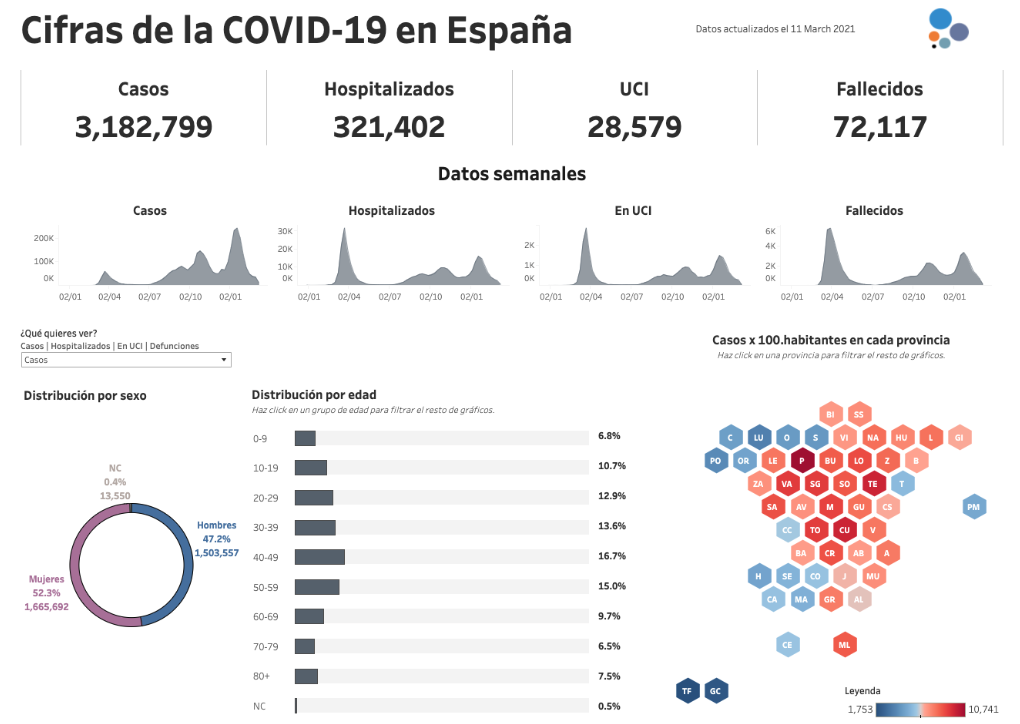 Cifras de la COVID-19 en España
Datos actualizados el 11 March 2021
Casos
3,182,799
Hospitalizados
321,402
UCI
28,579
Fallecidos
72,117
Datos semanales
Casos
200K
100K
0K
02/01 02/04 02/07 02/10 02/01
Hospitalizados
30K
20K
10K
0K
02/01 02/04 02/07 02/10 02/01
En UCI
2K
1K
0K
02/01 02/04 02/07 02/10 02/01
Fallecidos
6K
4K
2K
0K
02/01 02/04 02/07 02/10 02/01
¿Qué quieres ver?
Casos | Hospitalizados | En UCI | Defunciones
Casos
Distribución por sexo
NC
0.4%
13,550
Hombres
47.2%
1,503,557
Mujeres
52.3%
1,665,692
Distribución por edad
Haz click en un grupo de edad para filtrar el resto de gráficos.
0-9 6.8%
10-19 10.7%
20-29 12.9%
30-39 13.6%
40-49 16.7%
50-59 15.0%
60-69 9.7%
70-79 6.5%
80+ 7.5%
NC 0.5%
Casos x 100.habitantes en cada provincia
Haz click en una provincia para filtrar el resto de gráficos.
BI SS
C LU O S VI NA HU L GI
PO OR LE P BU LO Z B
ZA VA SG SO TE T
SA AV M GU CS PM
CC TO CU V
BA CR AB A
H SE CO J MU
CA MA GR AL
CE ML
TF GC
Leyenda
1,753 10,741